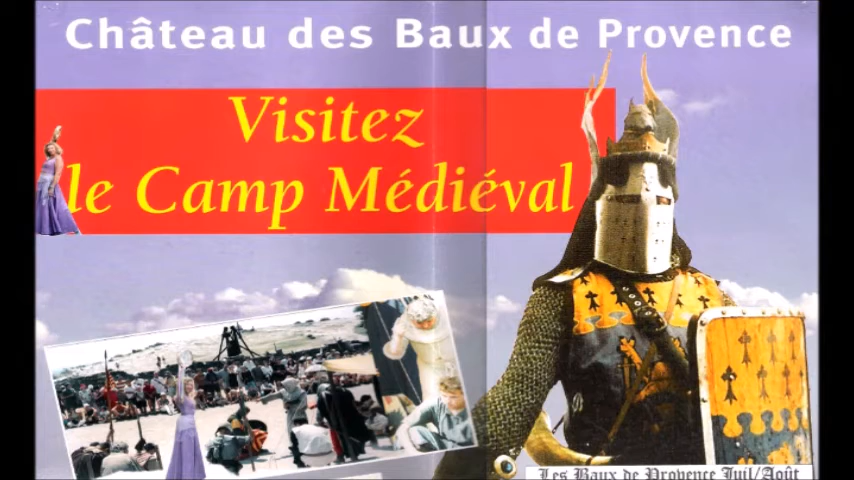 Château des Baux de Provence
Visitez
le Camp Médiéval
Les Baux de Provence Juil/Août